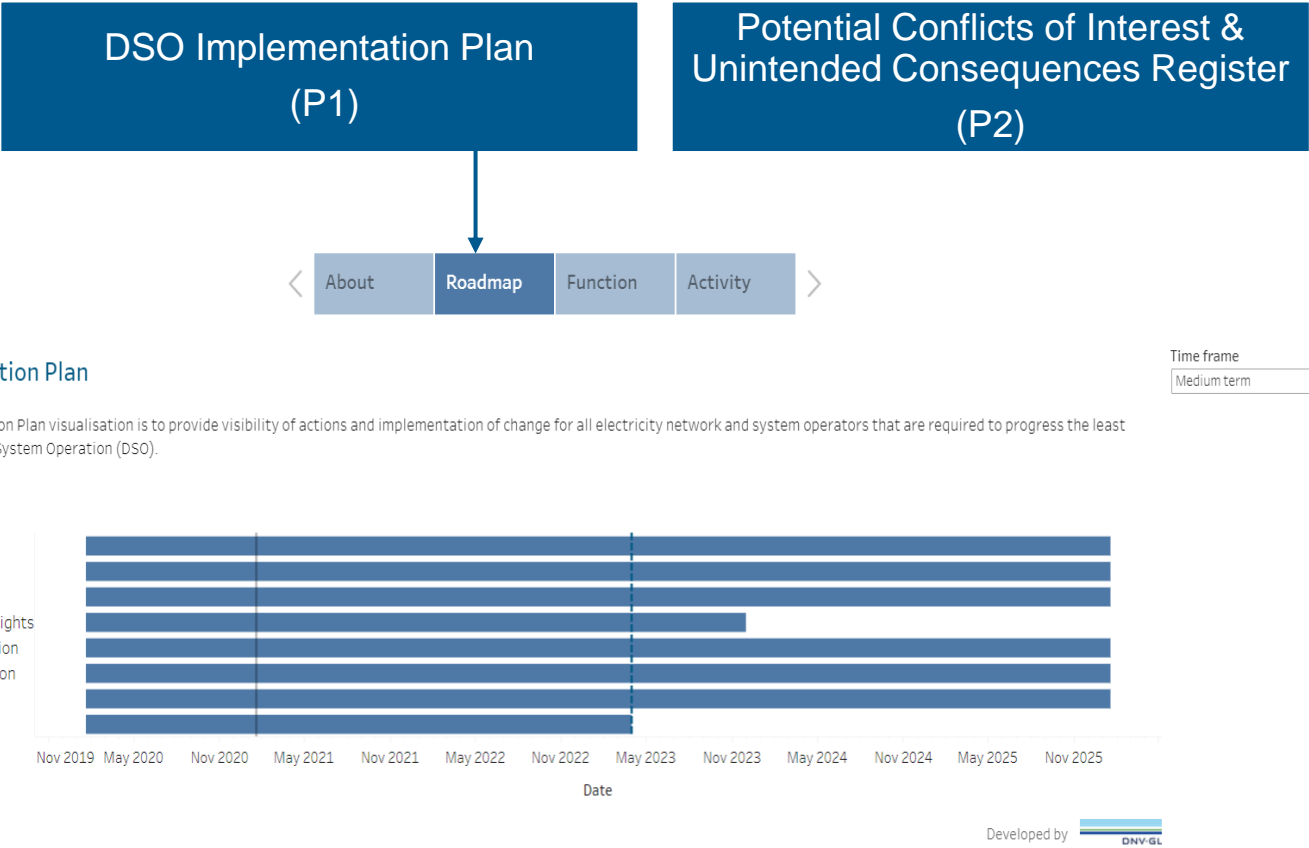 DSO Implementation Plan
(P1)
Potential Conflicts of Interest &
Unintended Consequences Register
(P2)
About
Roadmap
Function
Activity
tion Plan
Time frame
Medium term
on Plan visualisation is to provide visibility of actions and implementation of change for all electricity network and system operators that are required to progress the least
System Operation (DSO).
ights
ion
on
Nov 2019 May 2020 Nov 2020 May 2021 Nov 2021 May 2022 Nov 2022 May 2023 Nov 2023 May 2024 Nov 2024 May 2025 Nov 2025
Date
Developed by
DNV·GL